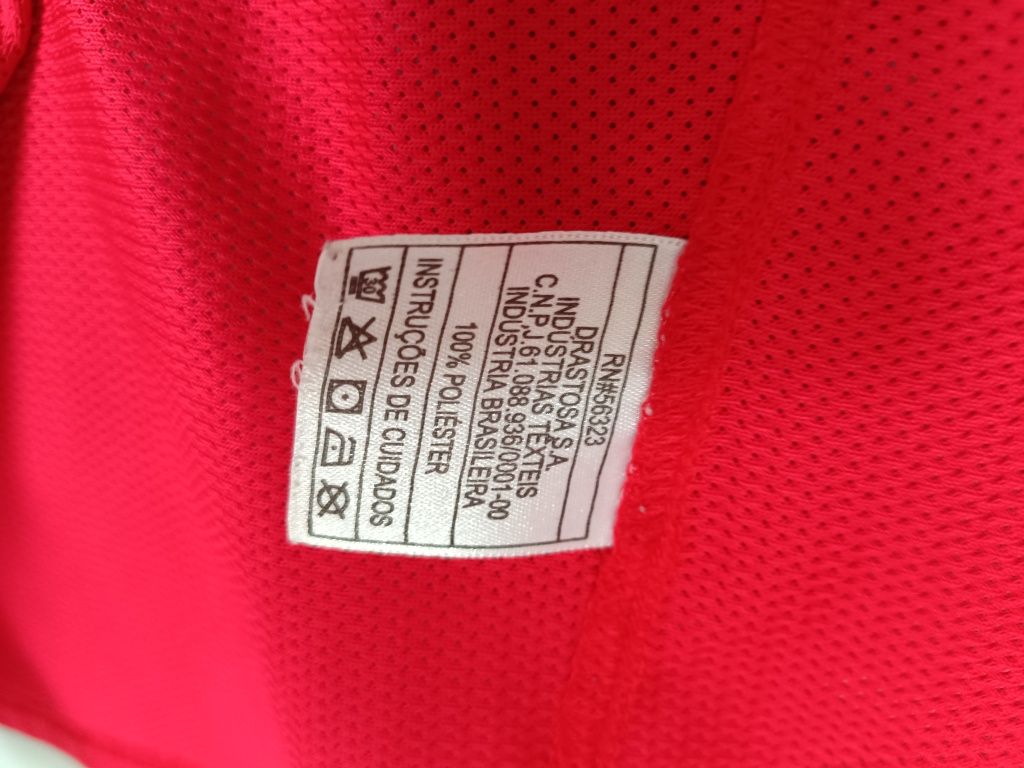 RN#56323
DRASTOSA S.A.
INDÚSTRIAS TÊXTEIS
C.N.P.J.61.088.936/0001-00
INDÚSTRIA BRASILEIRA
100% POLIÉSTER
INSTRUÇÕES DE CUIDADOS
30